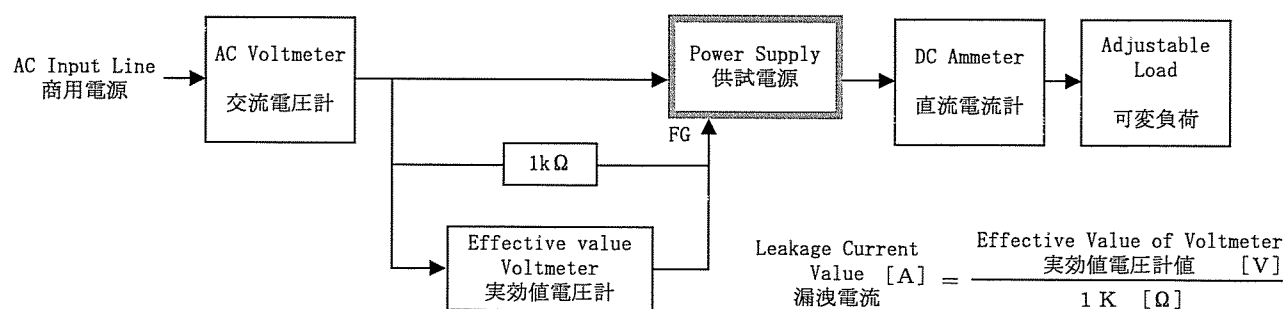 AC Input Line
商用電源
AC Voltmeter
交流電圧計
Power Supply
供試電源
FG
DC Ammeter
直流電流計
Adjustable
Load
可変負荷
1kΩ
Effective value
Voltmeter
実効値電圧計
Leakage Current
Value [A]
漏洩電流
=
Effective Value of Voltmeter
実効値電圧計値 [V]
1 K [Ω]